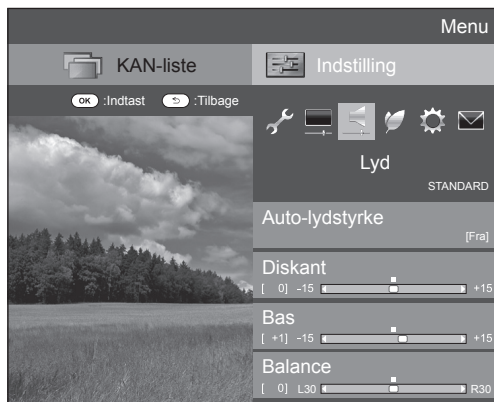 Menu
KAN-liste
Indstilling
OK :Indtast :Tilbage
Lyd
STANDARD
Auto-lydstyrke
[Fra]
Diskant
[ 0] -15 +15
Bas
[ +1] -15 +15
Balance
[ 0] L30 R30